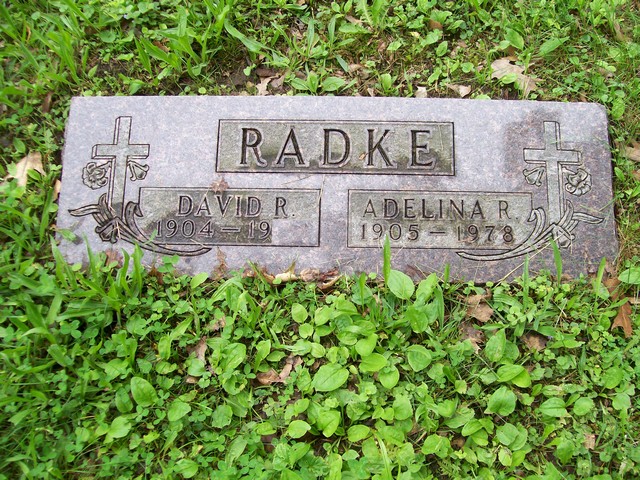 RADKE
DAVID R.
1904 — 19
ADELINA R.
1905 — 1978